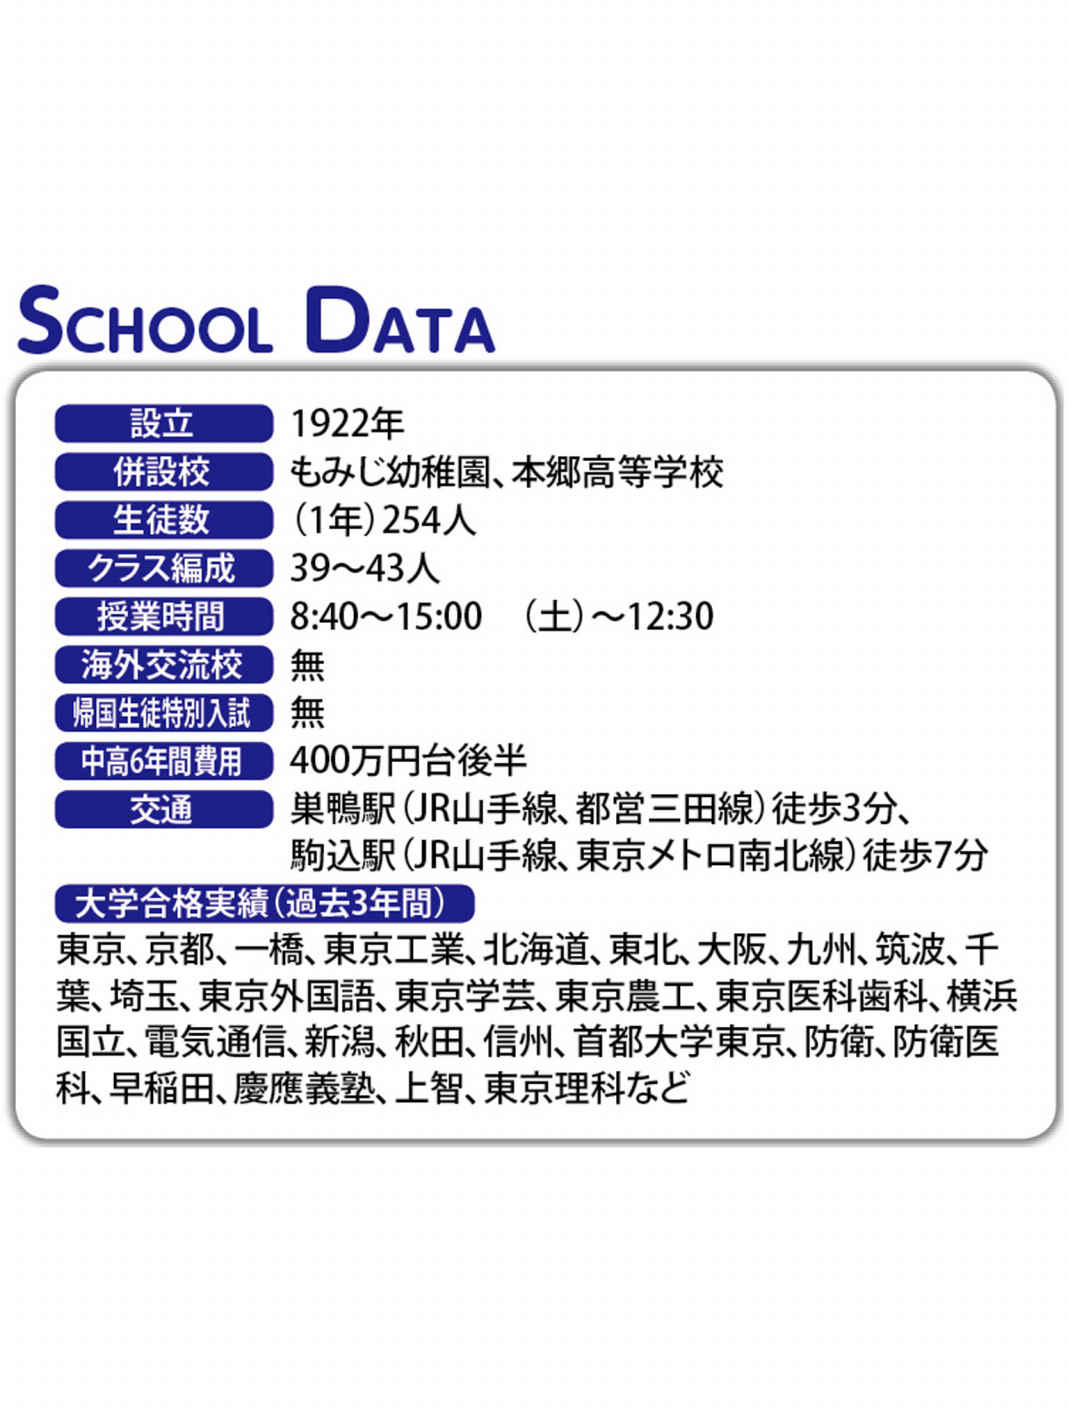 SCHOOL DATA
設立 1922年
併設校 もみじ幼稚園、本郷高等学校
生徒数 （1年）254人
クラス編成 39～43人
授業時間 8:40～15:00　（土）～12:30
海外交流校 無
帰国生徒特別入試 無
中高6年間費用 400万円台後半
交通 巣鴨駅（JR山手線、都営三田線）徒歩3分、
駒込駅（JR山手線、東京メトロ南北線）徒歩7分
大学合格実績（過去3年間）
東京、京都、一橋、東京工業、北海道、東北、大阪、九州、筑波、千
葉、埼玉、東京外国語、東京学芸、東京農工、東京医科歯科、横浜
国立、電気通信、新潟、秋田、信州、首都大学東京、防衛、防衛医
科、早稲田、慶應義塾、上智、東京理科など